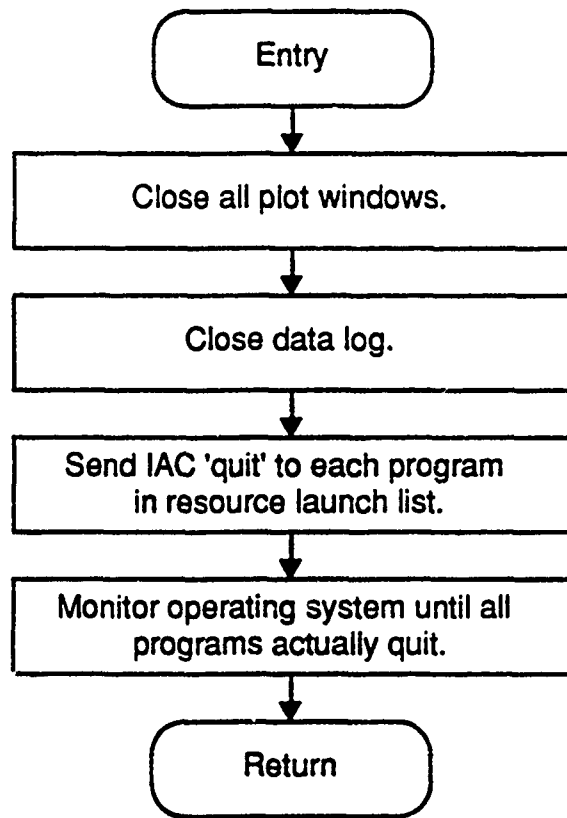 Entry
Close all plot windows.
Close data log.
Send IAC 'quit' to each program
in resource launch list.
Monitor operating system until all
programs actually quit.
Return